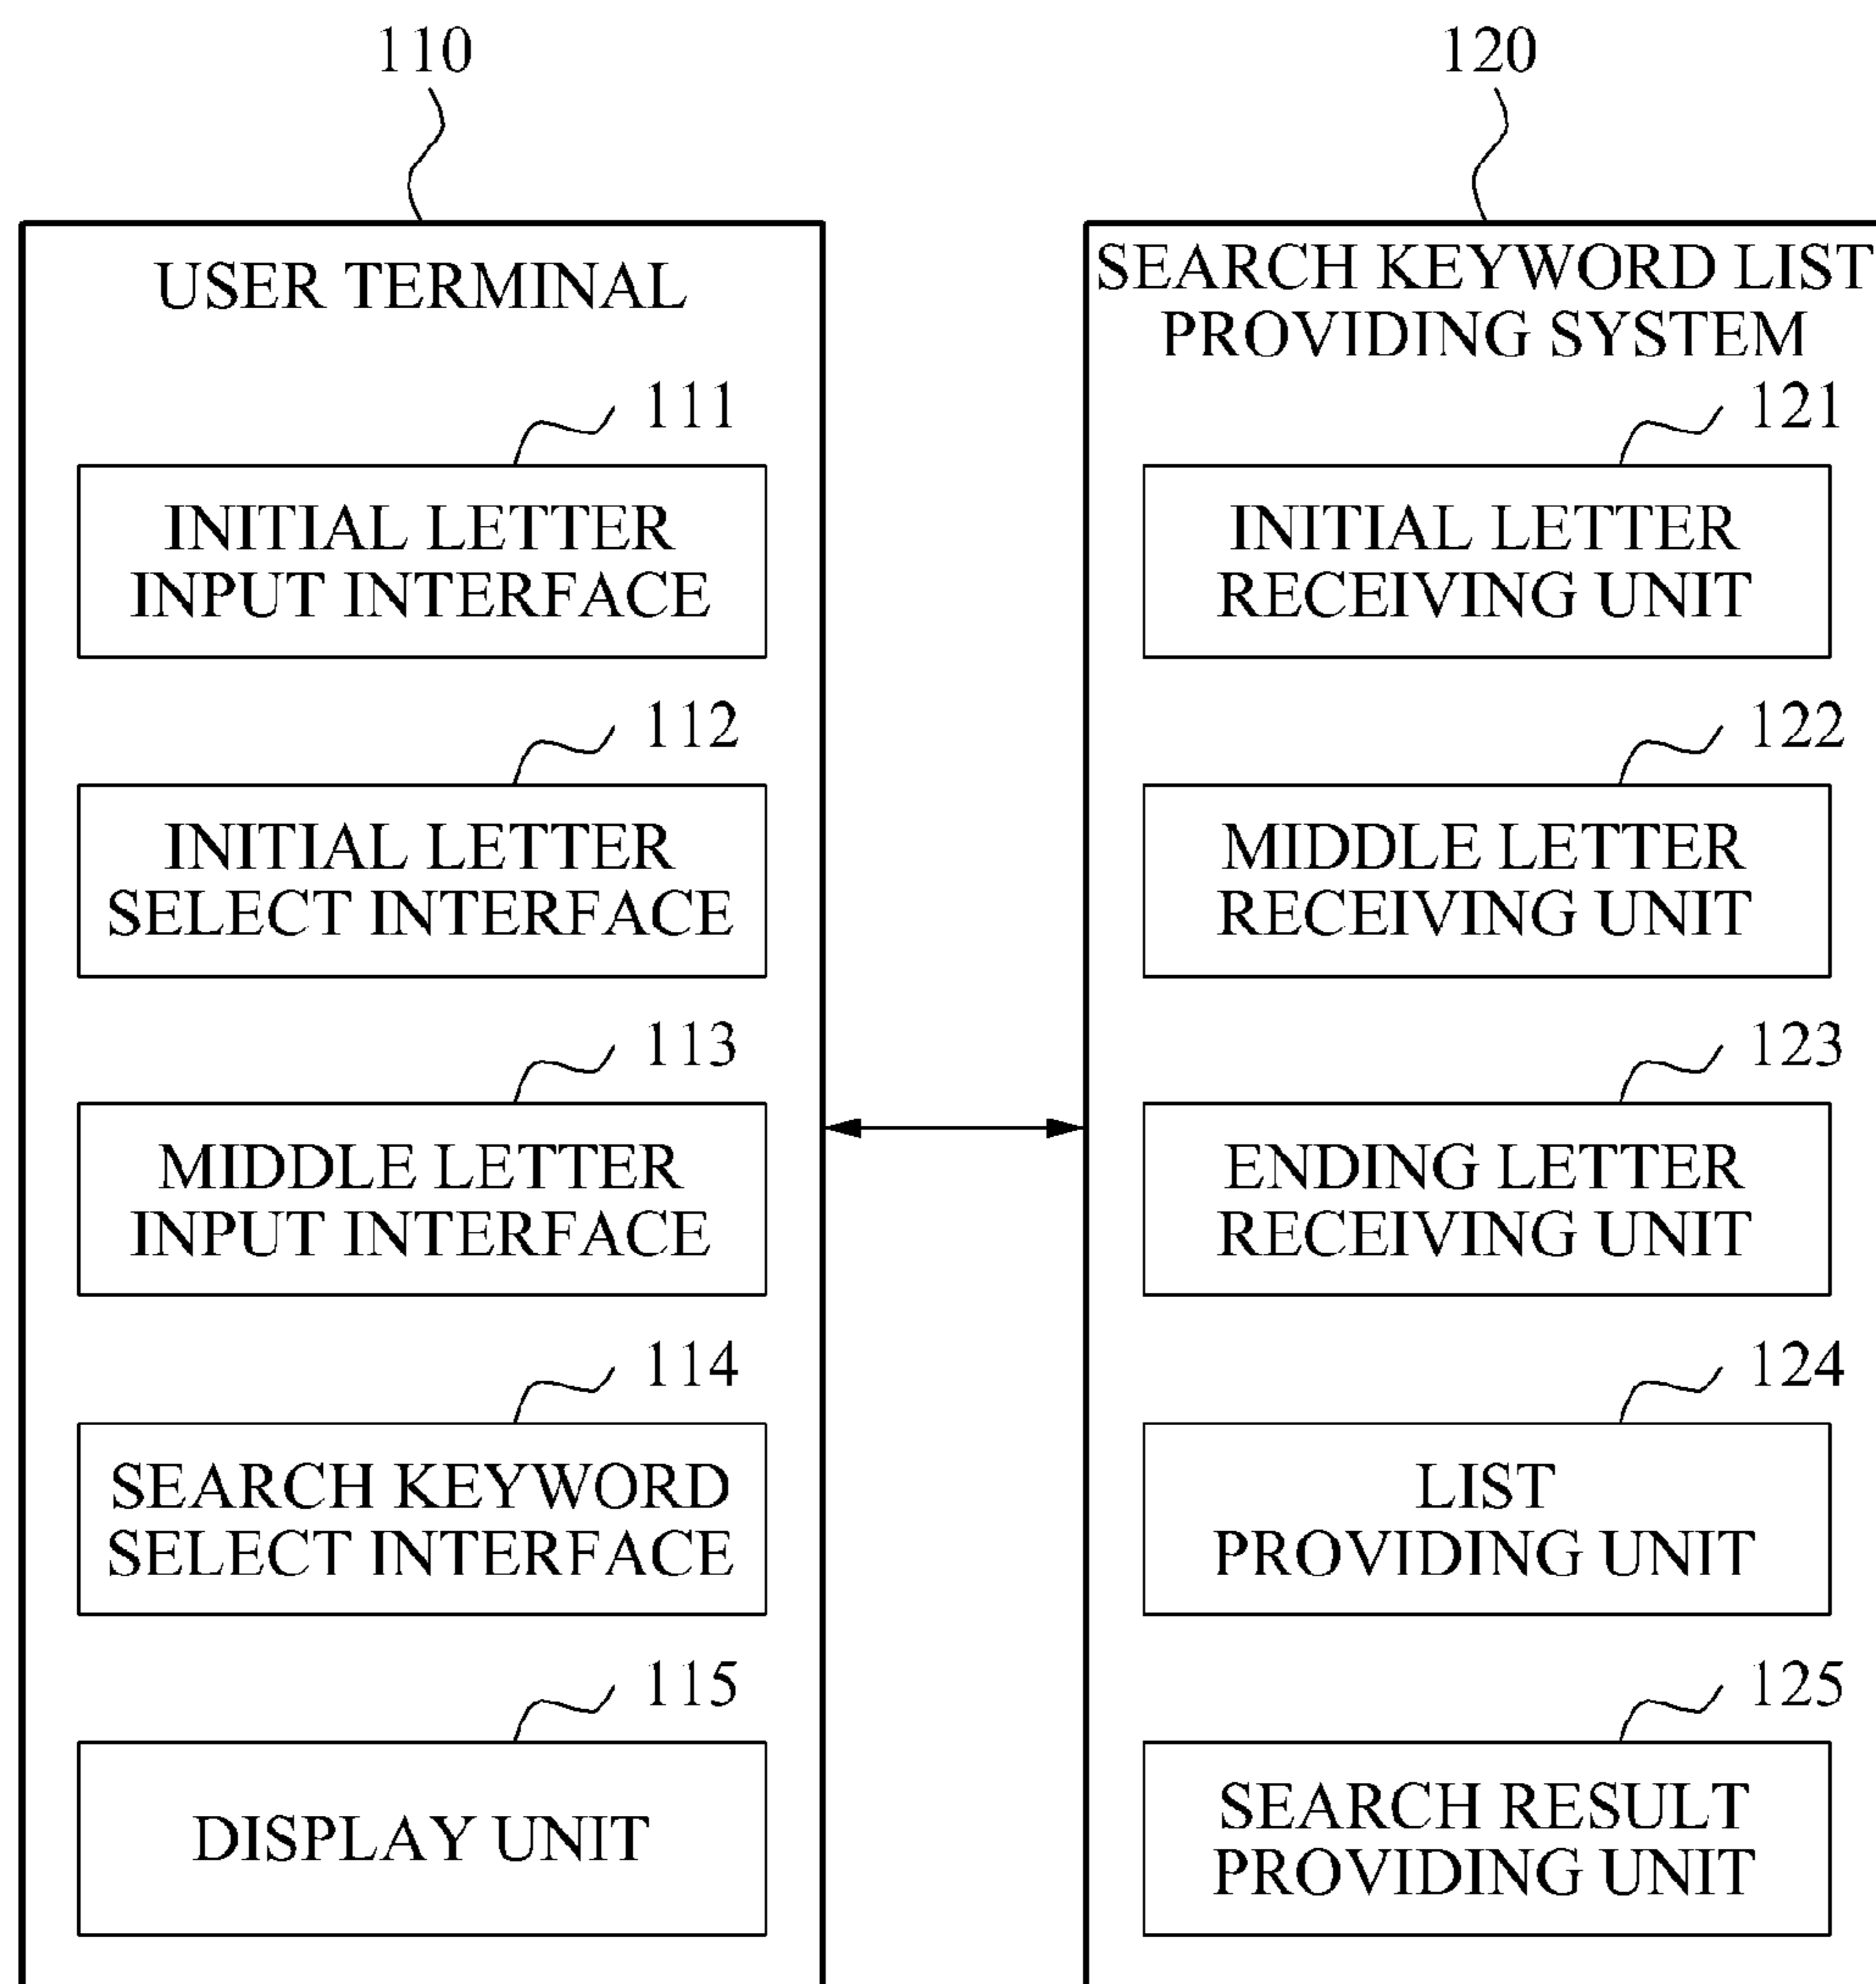 110
USER TERMINAL
111
INITIAL LETTER
INPUT INTERFACE
112
INITIAL LETTER
SELECT INTERFACE
113
MIDDLE LETTER
INPUT INTERFACE
114
SEARCH KEYWORD
SELECT INTERFACE
115
DISPLAY UNIT
120
SEARCH KEYWORD LIST
PROVIDING SYSTEM
121
INITIAL LETTER
RECEIVING UNIT
122
MIDDLE LETTER
RECEIVING UNIT
123
ENDING LETTER
RECEIVING UNIT
124
LIST
PROVIDING UNIT
125
SEARCH RESULT
PROVIDING UNIT